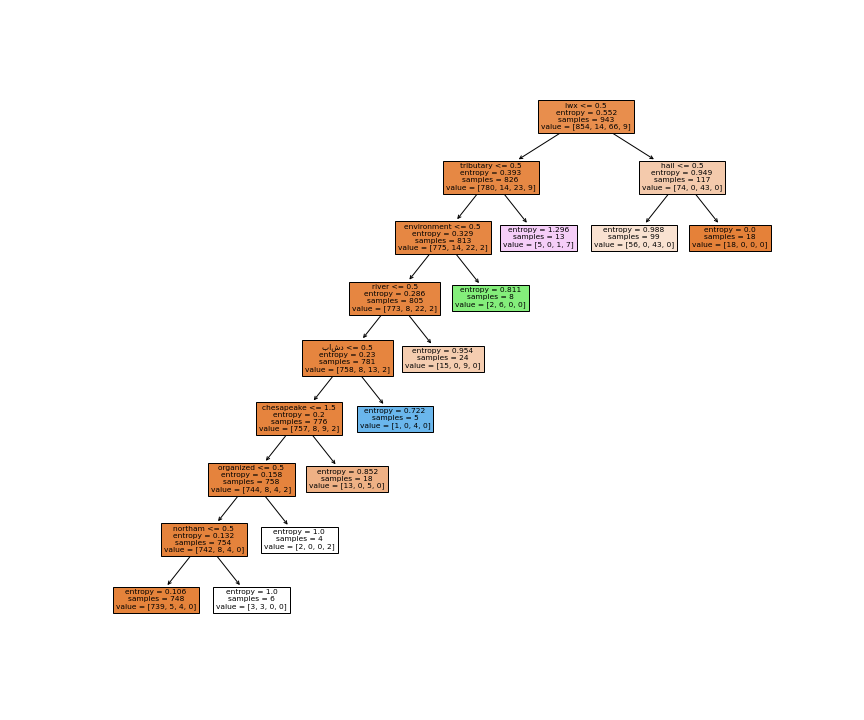 lwx <= 0.5
entropy = 0.552
samples = 943
value = [854, 14, 66, 9]
tributary <= 0.5
entropy = 0.393
samples = 826
value = [780, 14, 23, 9]
hail <= 0.5
entropy = 0.949
samples = 117
value = [74, 0, 43, 0]
environment <= 0.5
entropy = 0.329
samples = 813
value = [775, 14, 22, 2]
entropy = 1.296
samples = 13
value = [5, 0, 1, 7]
entropy = 0.988
samples = 99
value = [56, 0, 43, 0]
entropy = 0.0
samples = 18
value = [18, 0, 0, 0]
river <= 0.5
entropy = 0.286
samples = 805
value = [773, 8, 22, 2]
entropy = 0.811
samples = 8
value = [2, 6, 0, 0]
باشد <= 0.5
entropy = 0.23
samples = 781
value = [758, 8, 13, 2]
entropy = 0.954
samples = 24
value = [15, 0, 9, 0]
chesapeake <= 1.5
entropy = 0.2
samples = 776
value = [757, 8, 9, 2]
entropy = 0.722
samples = 5
value = [1, 0, 4, 0]
organized <= 0.5
entropy = 0.158
samples = 758
value = [744, 8, 4, 2]
entropy = 0.852
samples = 18
value = [13, 0, 5, 0]
northam <= 0.5
entropy = 0.132
samples = 754
value = [742, 8, 4, 0]
entropy = 1.0
samples = 4
value = [2, 0, 0, 2]
entropy = 0.106
samples = 748
value = [739, 5, 4, 0]
entropy = 1.0
samples = 6
value = [3, 3, 0, 0]